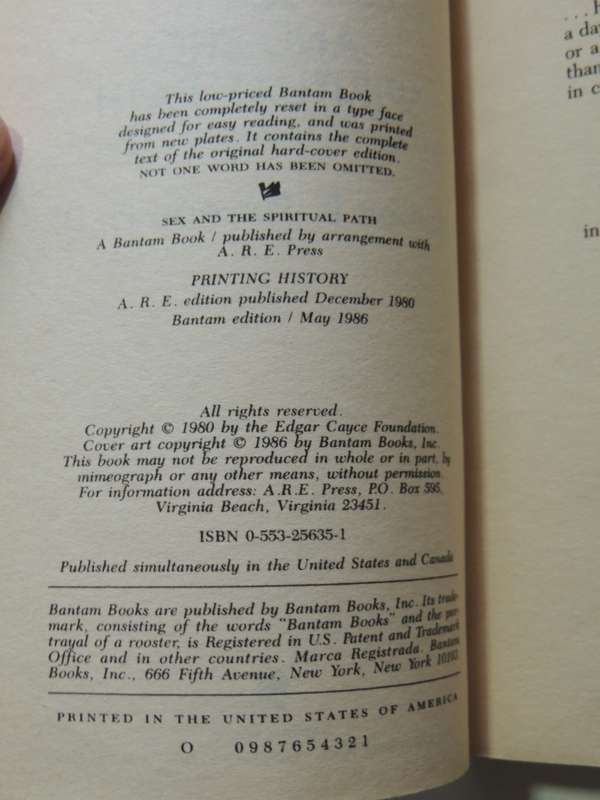 This low-priced Bantam Book
has been completely reset in a type face
designed for easy reading, and was printed
from new plates. It contains the complete
text of the original hard-cover edition.
NOT ONE WORD HAS BEEN OMITTED.
SEX AND THE SPIRITUAL PATH
A Bantam Book / published by arrangement with
A. R. E. Press
PRINTING HISTORY
A. R. E. edition published December 1980
Bantam edition / May 1986
All rights reserved.
Copyright © 1980 by the Edgar Cayce Foundation.
Cover art copyright © 1986 by Bantam Books, Inc.
This book may not be reproduced in whole or in part, by
mimeograph or any other means, without permission.
For information address: A.R.E. Press, P.O. Box 595,
Virginia Beach, Virginia 23451.
ISBN 0-553-25635-1
Published simultaneously in the United States and Canada
Bantam Books are published by Bantam Books, Inc. Its trade-
mark, consisting of the words "Bantam Books" and the por-
trayal of a rooster, is Registered in U.S. Patent and Trademark
Office and in other countries. Marca Registrada. Bantam
Books, Inc., 666 Fifth Avenue, New York, New York 10103.
PRINTED IN THE UNITED STATES OF AMERICA
O 0987654321
...
or a
than
in